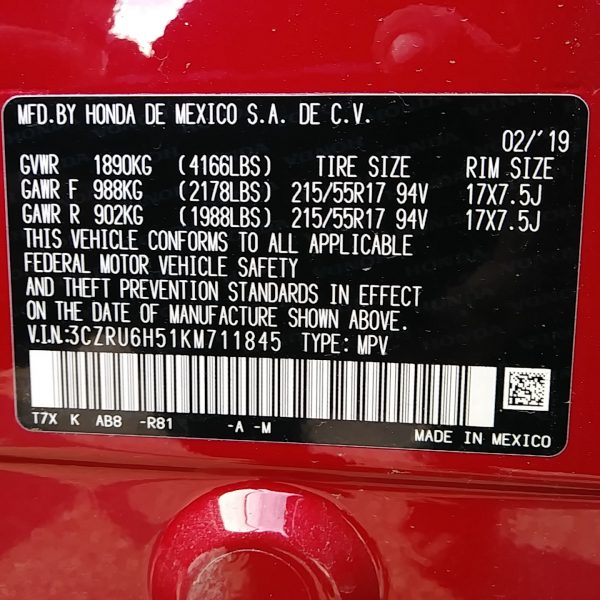 MFD.BY HONDA DE MEXICO S.A. DE C.V.
02/'19
GVWR 1890KG (4166LBS) TIRE SIZE RIM SIZE
GAWR F 988KG (2178LBS) 215/55R17 94V 17X7.5J
GAWR R 902KG (1988LBS) 215/55R17 94V 17X7.5J
THIS VEHICLE CONFORMS TO ALL APPLICABLE
FEDERAL MOTOR VEHICLE SAFETY
AND THEFT PREVENTION STANDARDS IN EFFECT
ON THE DATE OF MANUFACTURE SHOWN ABOVE.
V.I.N:3CZRU6H51KM711845 TYPE: MPV
T7X K AB8 -R81 -A -M
MADE IN MEXICO